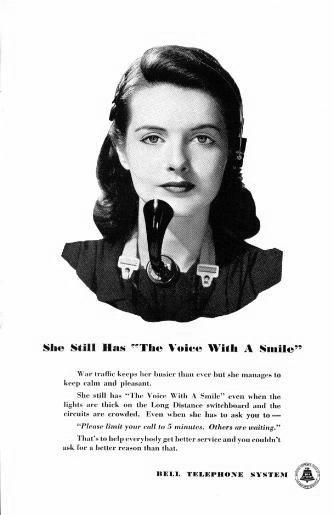 She Still Has "The Voice With A Smile"
War traffic keeps her busier than ever but she manages to
keep calm and pleasant.
She still has "The Voice With A Smile" even when the
lights are thick on the Long Distance switchboard and the
circuits are crowded. Even when she has to ask you to—
"Please limit your call to 5 minutes. Others are waiting."
That's to help everybody get better service and you couldn't
ask for a better reason than that.
BELL TELEPHONE SYSTEM